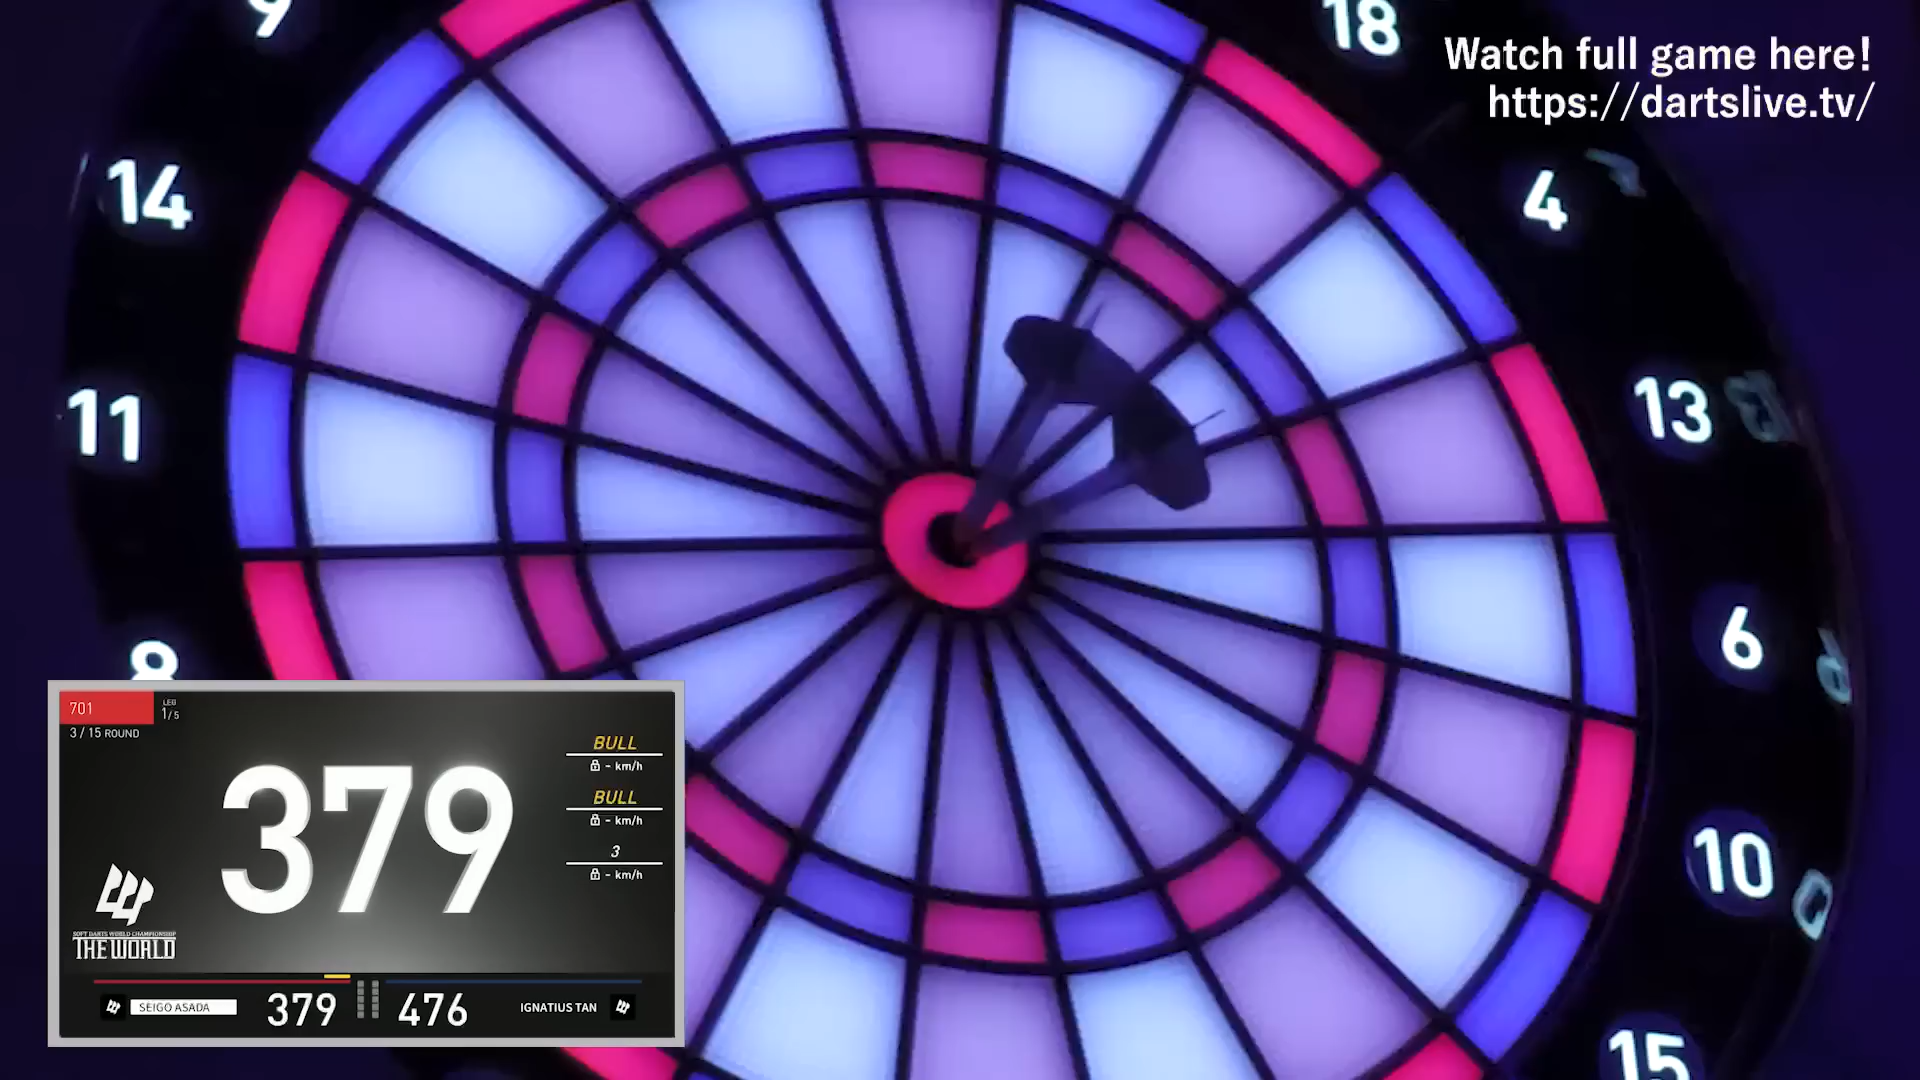 9
18
Watch full game here!
https://dartslive.tv/
14
4
11
13
8
6
10
15
701
LEG
1/5
3 / 15 ROUND
379
BULL
- km/h
BULL
- km/h
3
- km/h
SOFT DARTS WORLD CHAMPIONSHIP
THE WORLD
SEIGO ASADA
379
476
IGNATIUS TAN